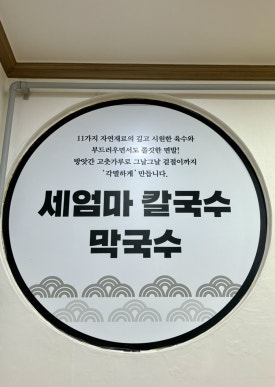 11가지 자연재료의 깊고 시원한 육수와
부드러우면서도 쫄깃한 면발!
방앗간 고춧가루로 그날그날 겉절이까지
'각별하게' 만듭니다.
세엄마 칼국수
막국수